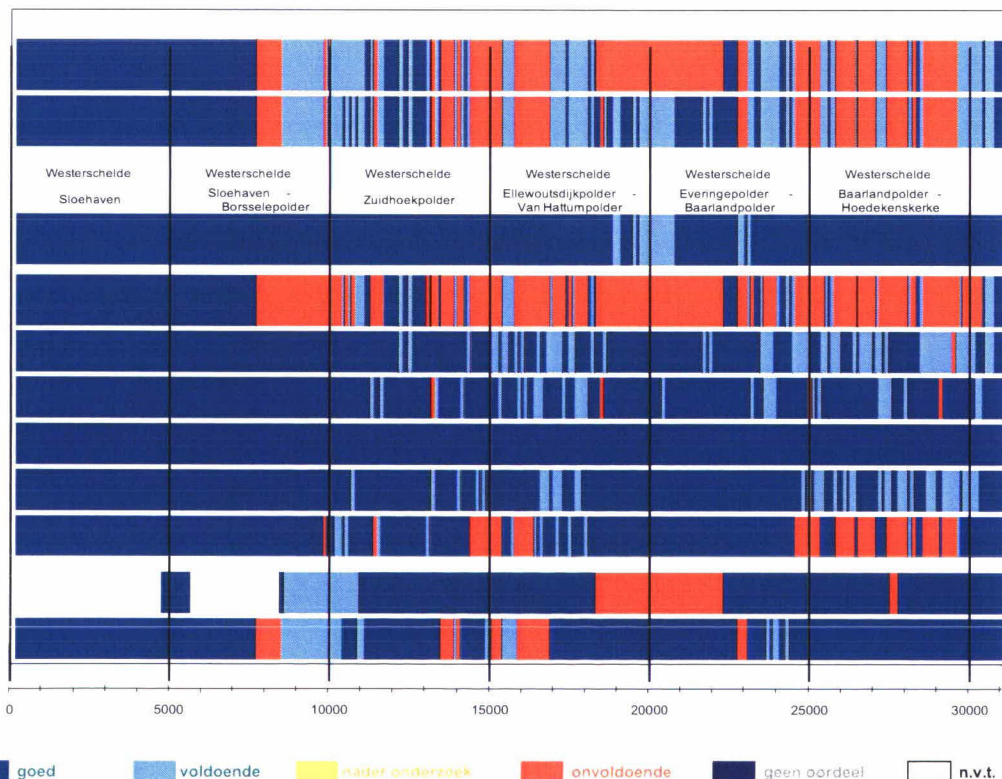 Westerschelde Westerschelde Westerschelde Westerschelde Westerschelde Westerschelde
Sloehaven Sloehaven - Borsselepolder Zuidhoekpolder Ellewoutsdijkpolder - Van Hattumpolder Everingepolder - Baarlandpolder Baarlandpolder - Hoedekenskerke
0 5000 10000 15000 20000 25000 30000
goed voldoende nader onderzoek onvoldoende geen oordeel n.v.t.